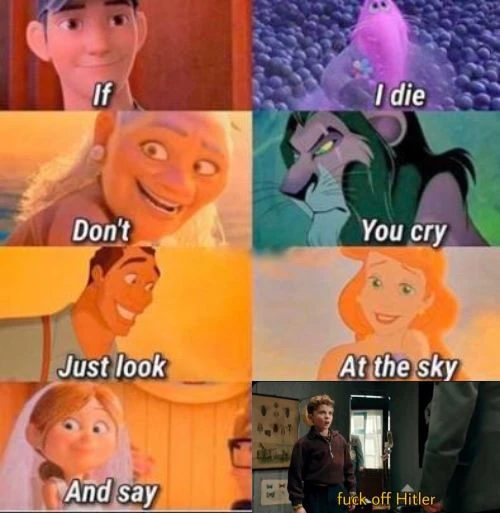 If
I die
Don't
You cry
Just look
At the sky
And say
fuck off Hitler